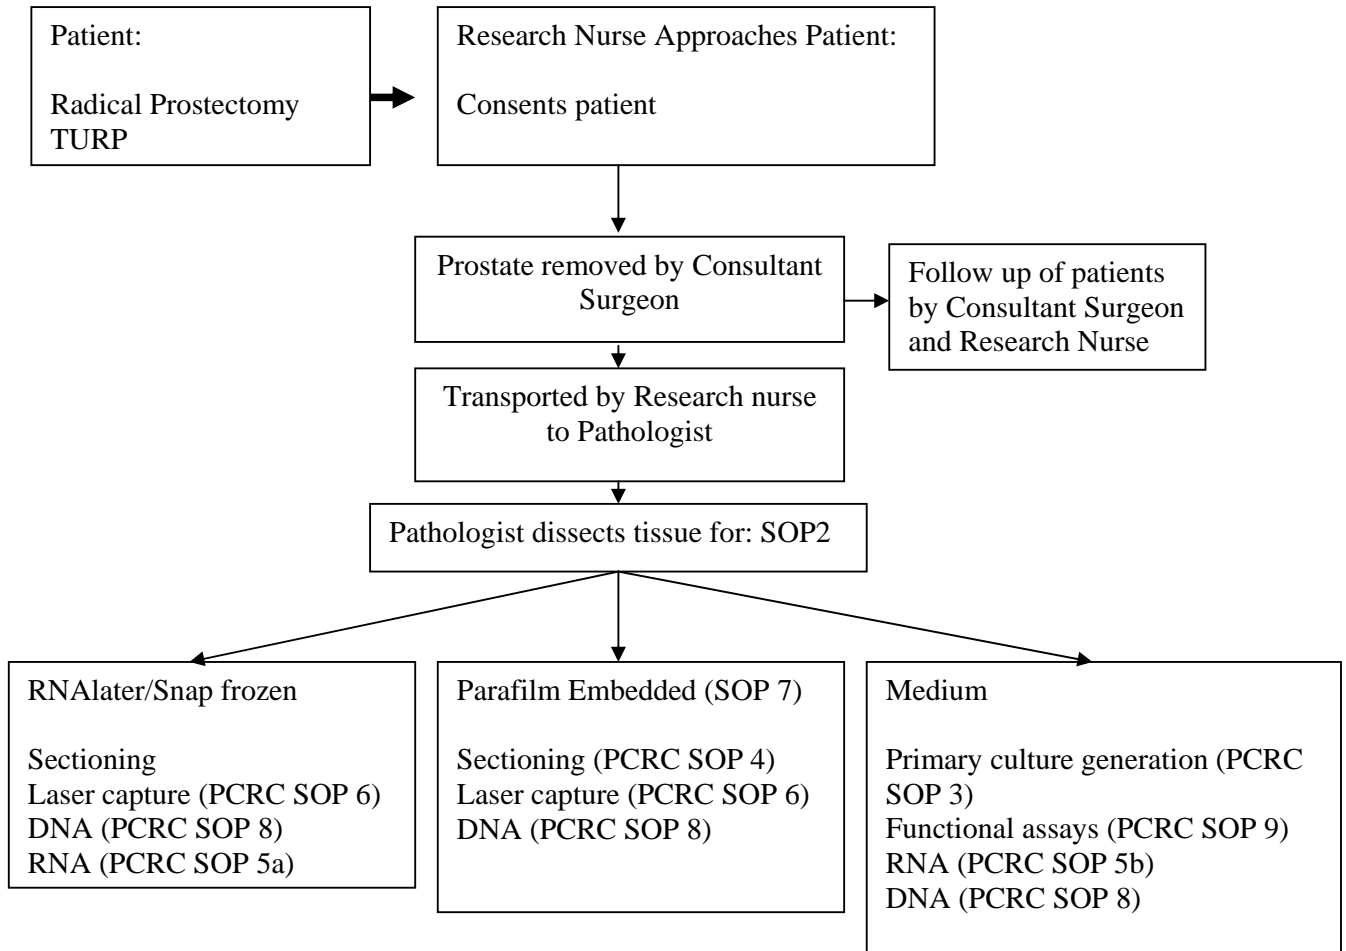 Patient:
Radical Prostectomy
TURP
Research Nurse Approaches Patient:
Consents patient
Prostate removed by Consultant
Surgeon
Follow up of patients
by Consultant Surgeon
and Research Nurse
Transported by Research nurse
to Pathologist
Pathologist dissects tissue for: SOP2
RNAlater/Snap frozen
Sectioning
Laser capture (PCRC SOP 6)
DNA (PCRC SOP 8)
RNA (PCRC SOP 5a)
Parafilm Embedded (SOP 7)
Sectioning (PCRC SOP 4)
Laser capture (PCRC SOP 6)
DNA (PCRC SOP 8)
Medium
Primary culture generation (PCRC
SOP 3)
Functional assays (PCRC SOP 9)
RNA (PCRC SOP 5b)
DNA (PCRC SOP 8)